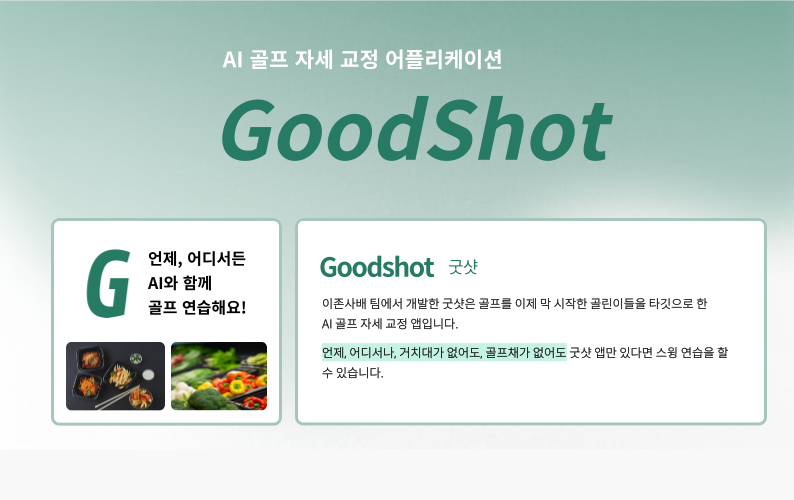 AI 골프 자세 교정 어플리케이션
GoodShot
G
언제, 어디서든
AI와 함께
골프 연습해요!
Goodshot 굿샷
이존사배 팀에서 개발한 굿샷은 골프를 이제 막 시작한 골린이들을 타깃으로 한
AI 골프 자세 교정 앱입니다.
언제, 어디서나, 거치대가 없어도, 골프채가 없어도 굿샷 앱만 있다면 스윙 연습을 할
수 있습니다.